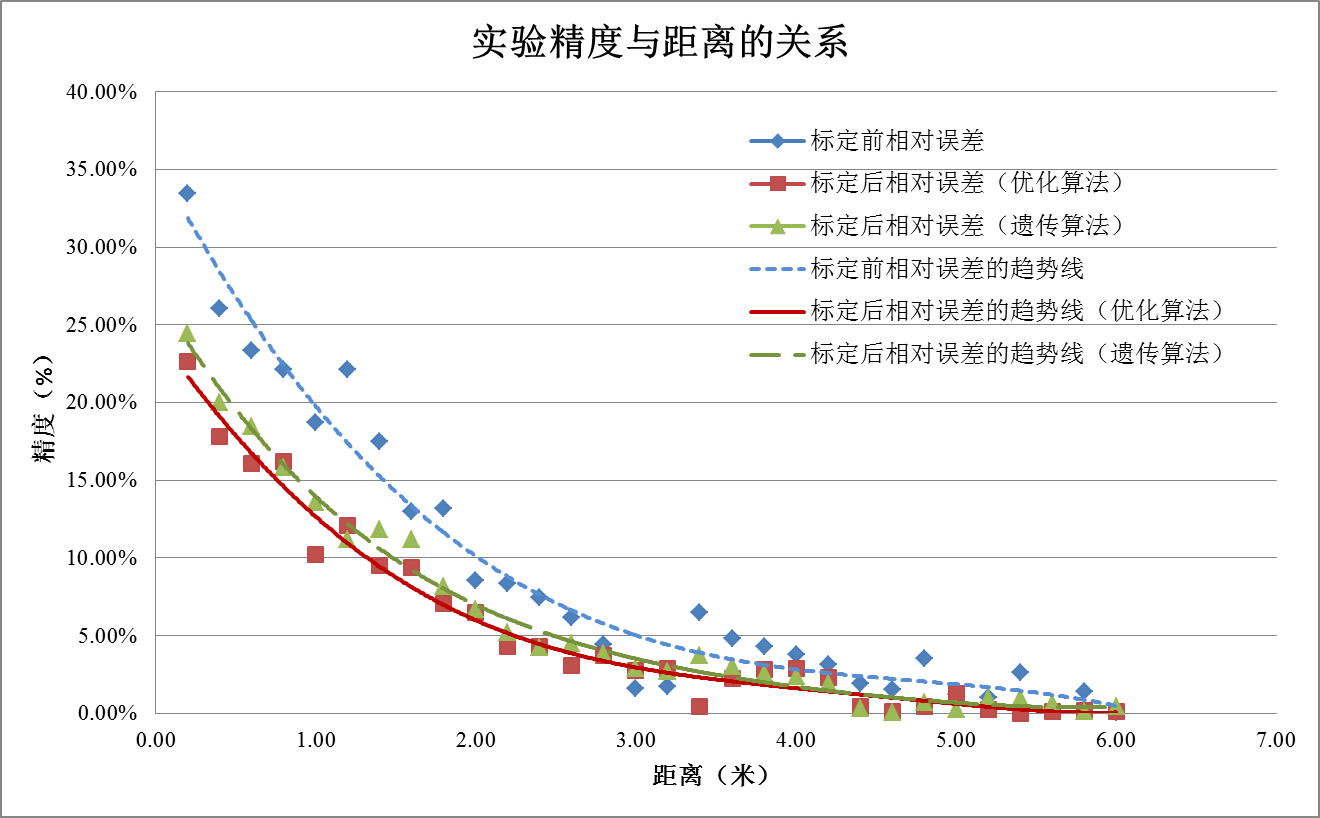 实验精度与距离的关系
40.00%
35.00%
30.00%
25.00%
20.00%
15.00%
10.00%
5.00%
0.00%
精度（%）
标定前相对误差
标定后相对误差（优化算法）
标定后相对误差（遗传算法）
标定前相对误差的趋势线
标定后相对误差的趋势线（优化算法）
标定后相对误差的趋势线（遗传算法）
0.00
1.00
2.00
3.00
4.00
5.00
6.00
7.00
距离（米）